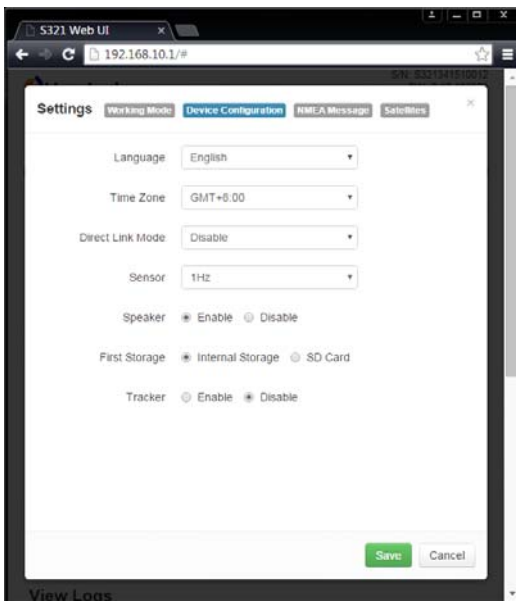 S321 Web UI
192.168.10.1/#
S/N: S321341510012
Settings Working Mode Device Configuration NMEA Message Satellites
Language English
Time Zone GMT+8:00
Direct Link Mode Disable
Sensor 1Hz
Speaker Enable Disable
First Storage Internal Storage SD Card
Tracker Enable Disable
Save Cancel
View Logs